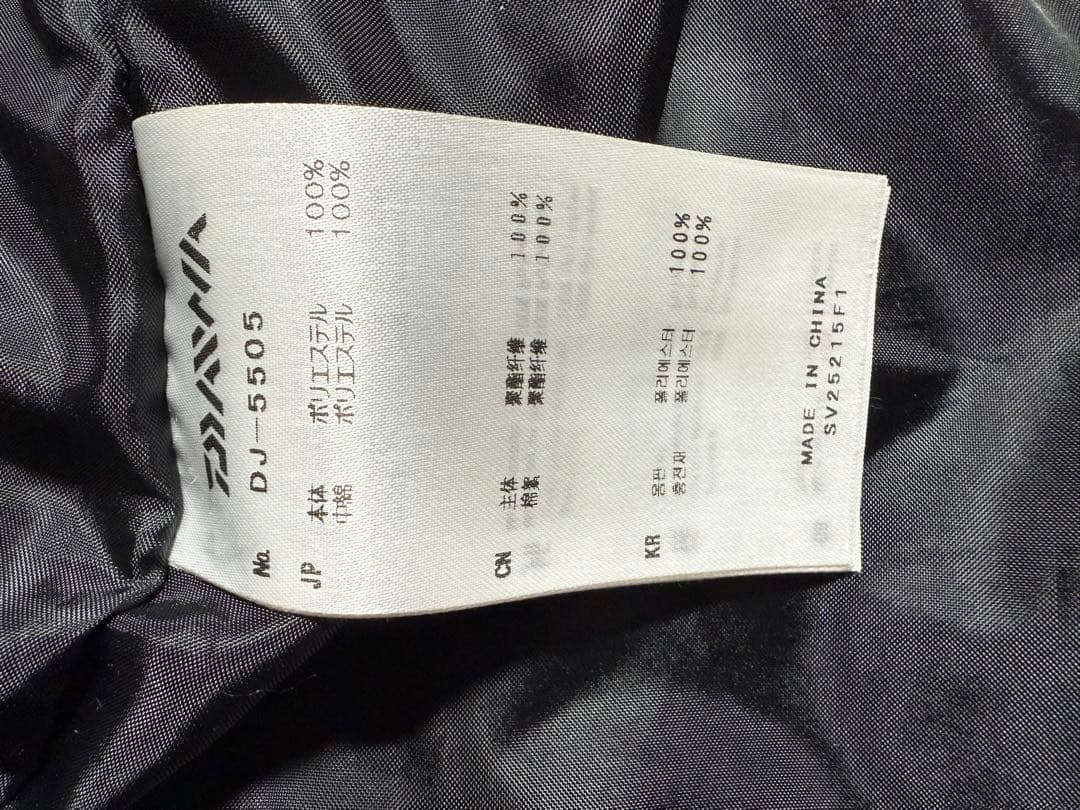 DAIWA
No. DJ-5505
JP 本体 ポリエステル 100%
中綿 ポリエステル 100%
CN 主体 聚酯纤维 100%
棉絮 聚酯纤维 100%
KR 몸판 폴리에스터 100%
충전재 폴리에스터 100%
MADE IN CHINA
SV25215F1